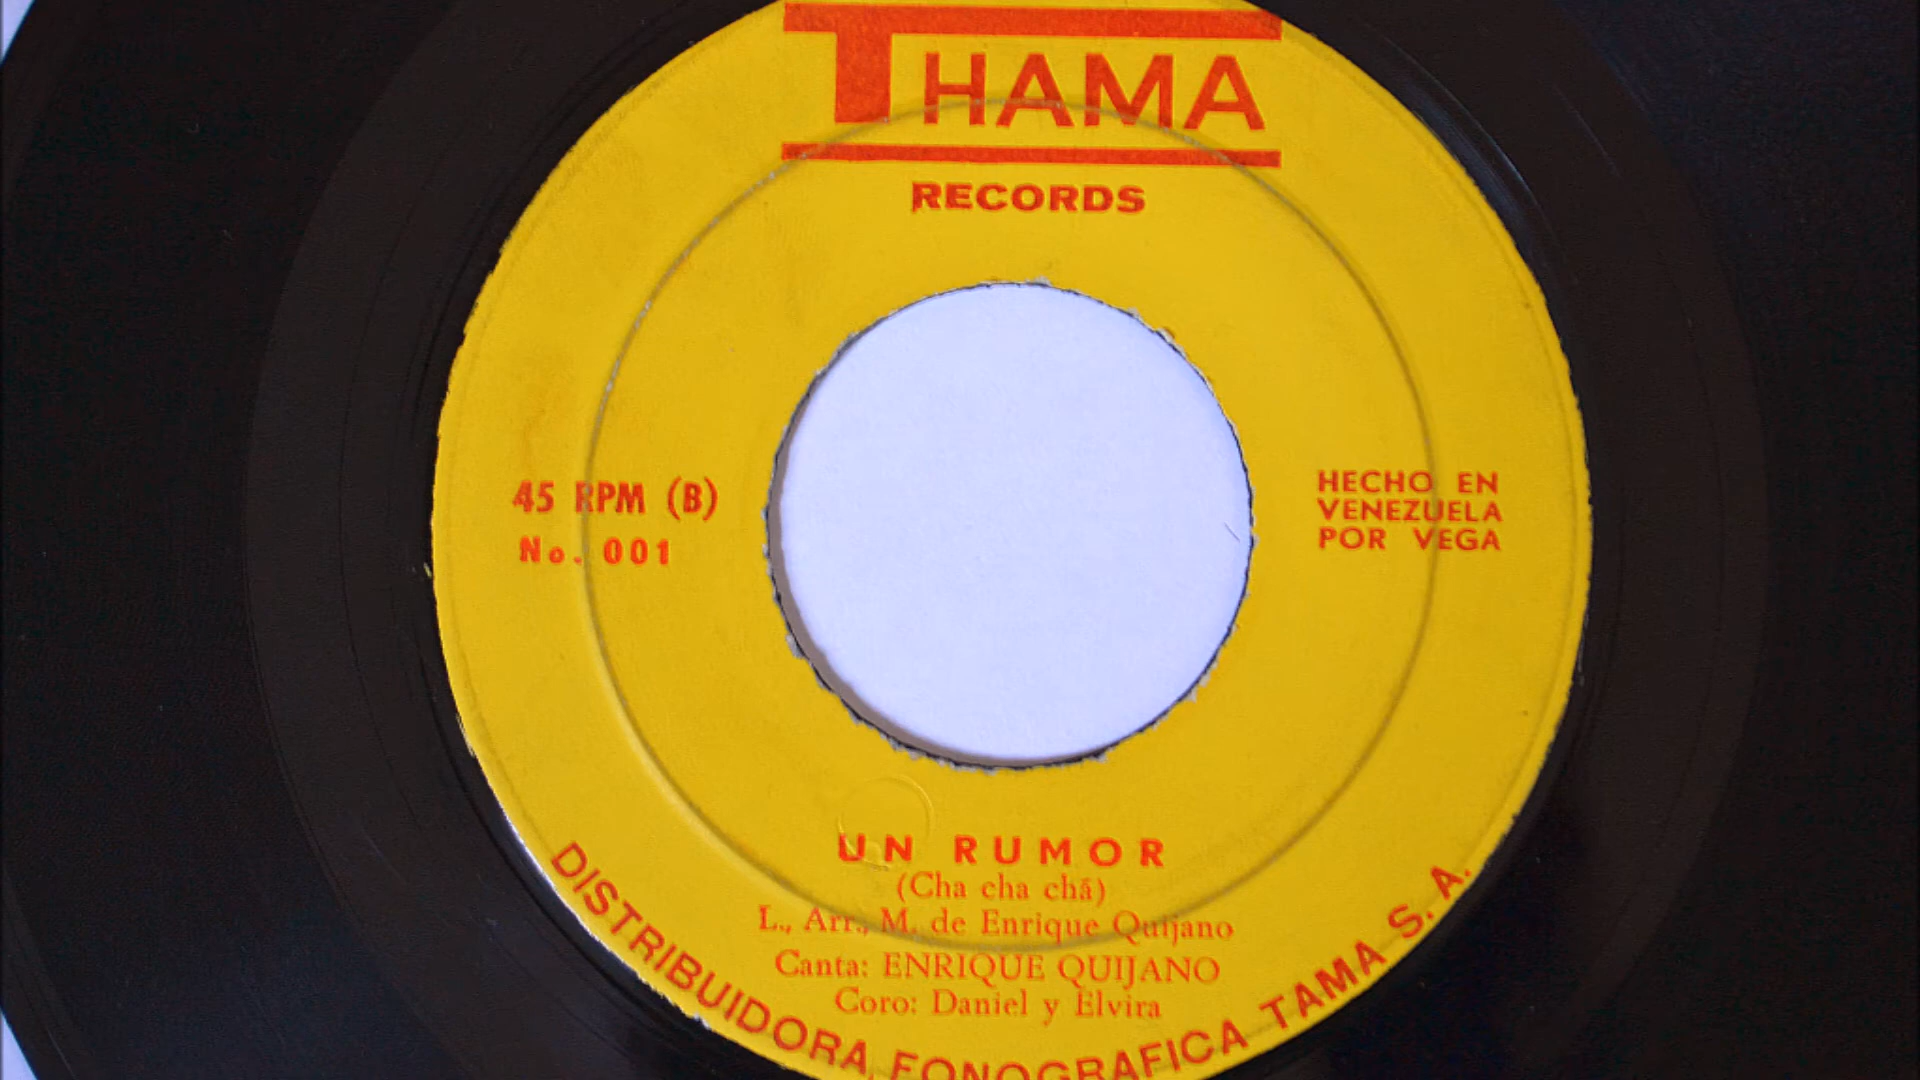 THAMA
RECORDS
45 RPM (B)
No. 001
HECHO EN
VENEZUELA
POR VEGA
UN RUMOR
(Cha cha chá)
L., Arr., M. de Enrique Quijano
Canta: ENRIQUE QUIJANO
Coro: Daniel y Elvira
DISTRIBUIDORA FONOGRAFICA TAMA S. A.